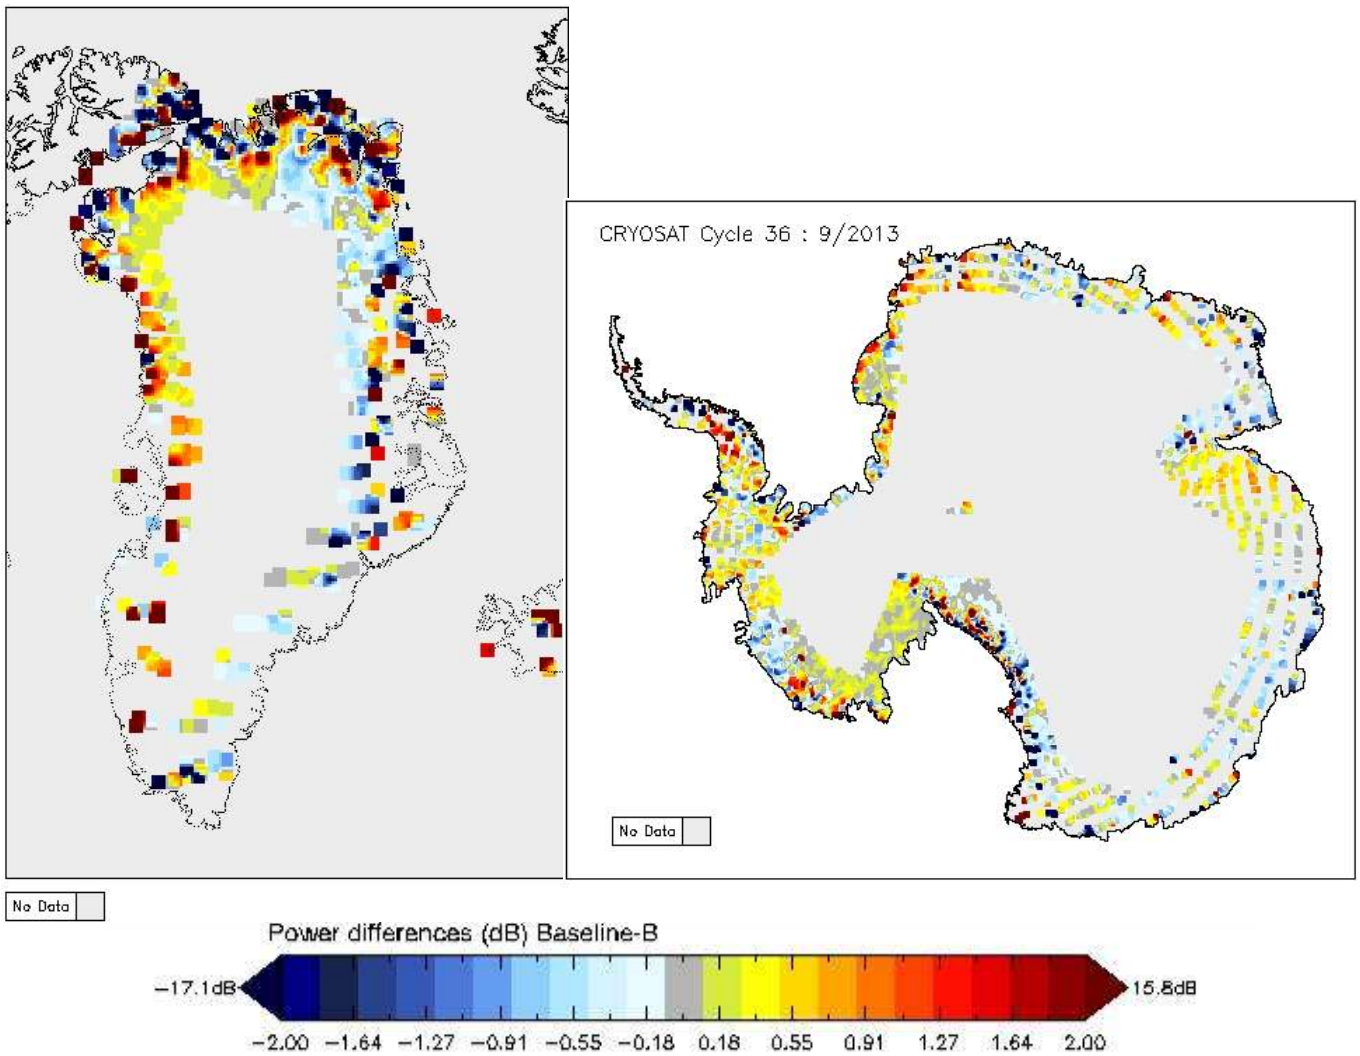 CRYOSAT Cycle 36 : 9/2013
No Data
No Data
Power differences (dB) Baseline-B
-17.1dB 15.8dB
-2.00 -1.64 -1.27 -0.91 -0.55 -0.18 0.18 0.55 0.91 1.27 1.64 2.00